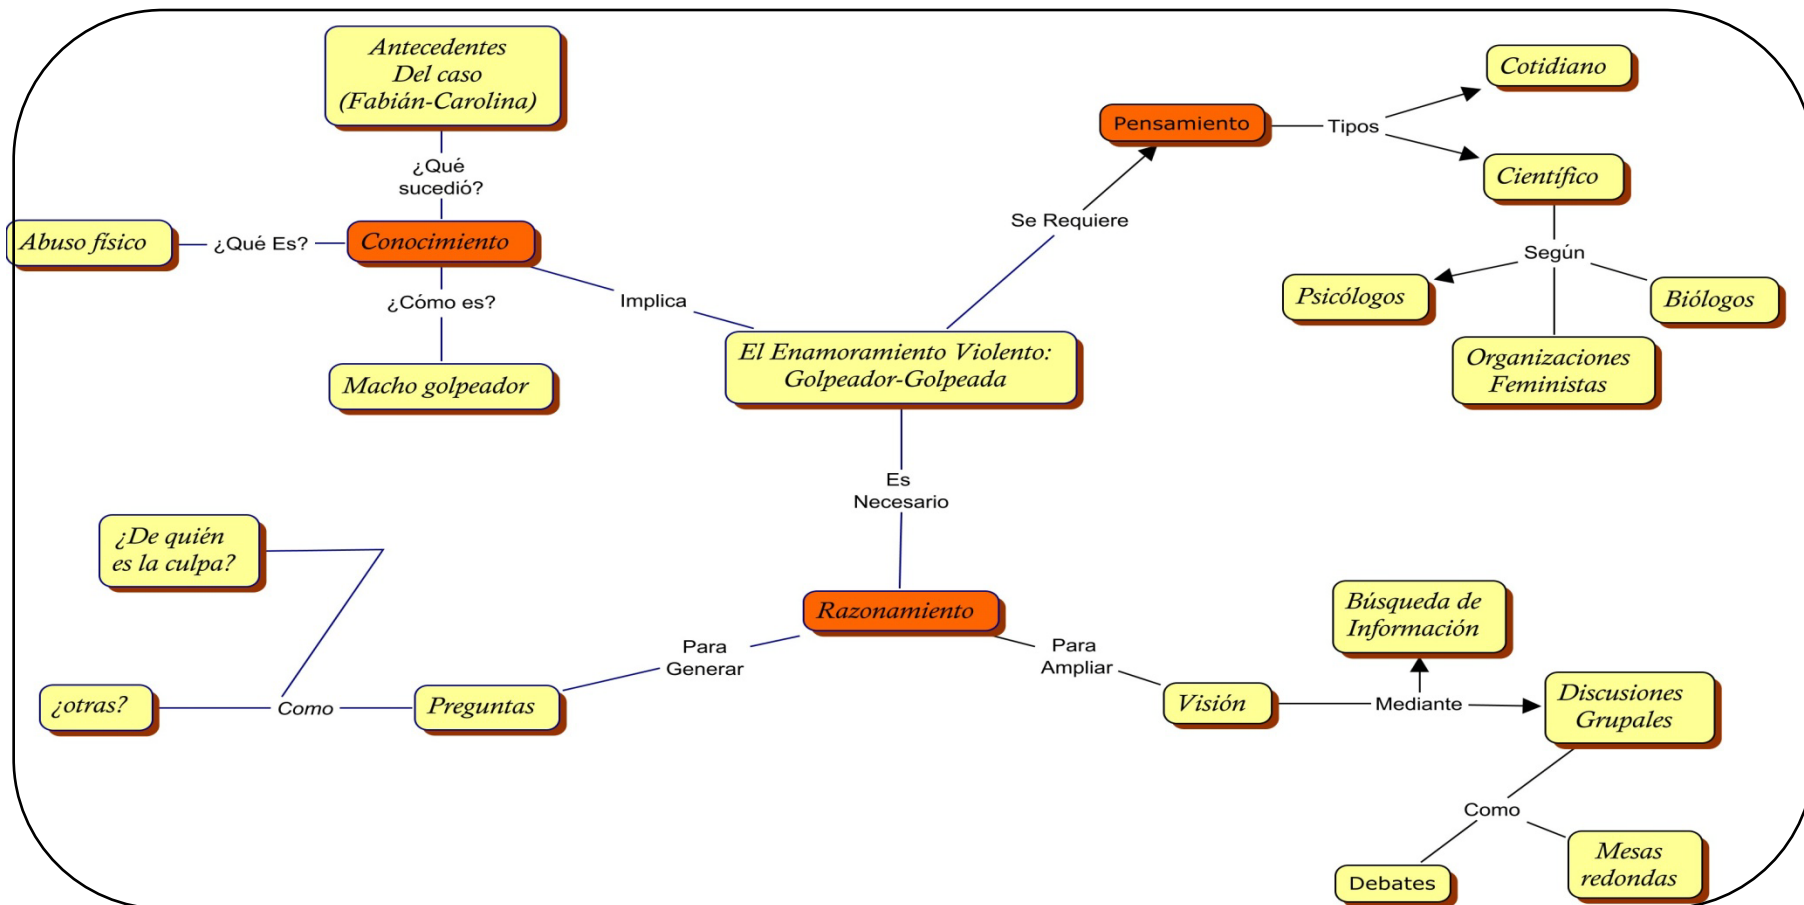 Antecedentes
Del caso
(Fabián-Carolina)
¿Qué
sucedió?
Abuso físico
¿Qué Es?
Conocimiento
¿Cómo es?
Macho golpeador
Implica
El Enamoramiento Violento:
Golpeador-Golpeada
Se Requiere
Pensamiento
Tipos
Cotidiano
Científico
Según
Psicólogos
Biólogos
Organizaciones
Feministas
Es
Necesario
Razonamiento
Para
Generar
Preguntas
Como
¿De quién
es la culpa?
¿otras?
Para
Ampliar
Visión
Mediante
Búsqueda de
Información
Discusiones
Grupales
Como
Debates
Mesas
redondas